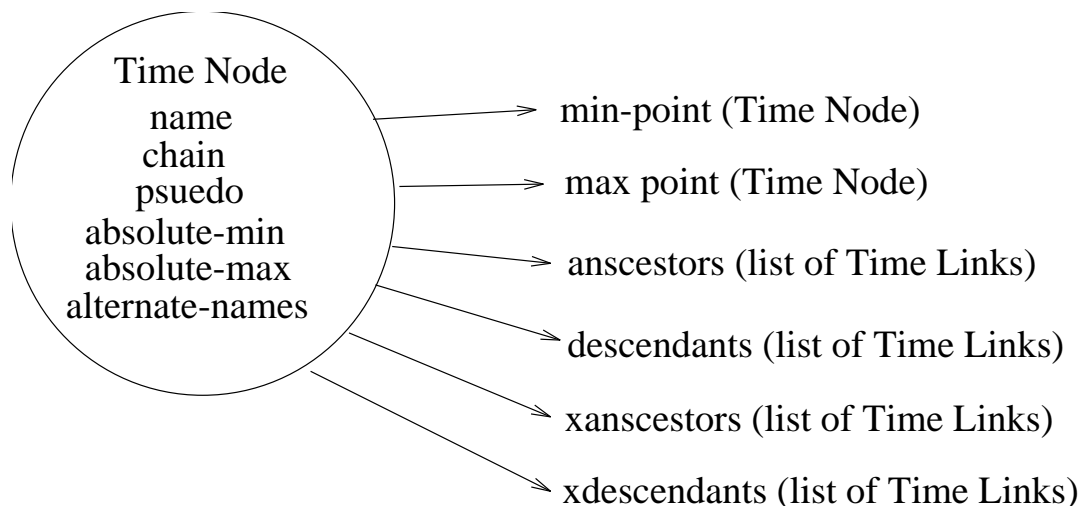 Time Node
name
chain
psuedo
absolute-min
absolute-max
alternate-names
min-point (Time Node)
max point (Time Node)
anscestors (list of Time Links)
descendants (list of Time Links)
xanscestors (list of Time Links)
xdescendants (list of Time Links)